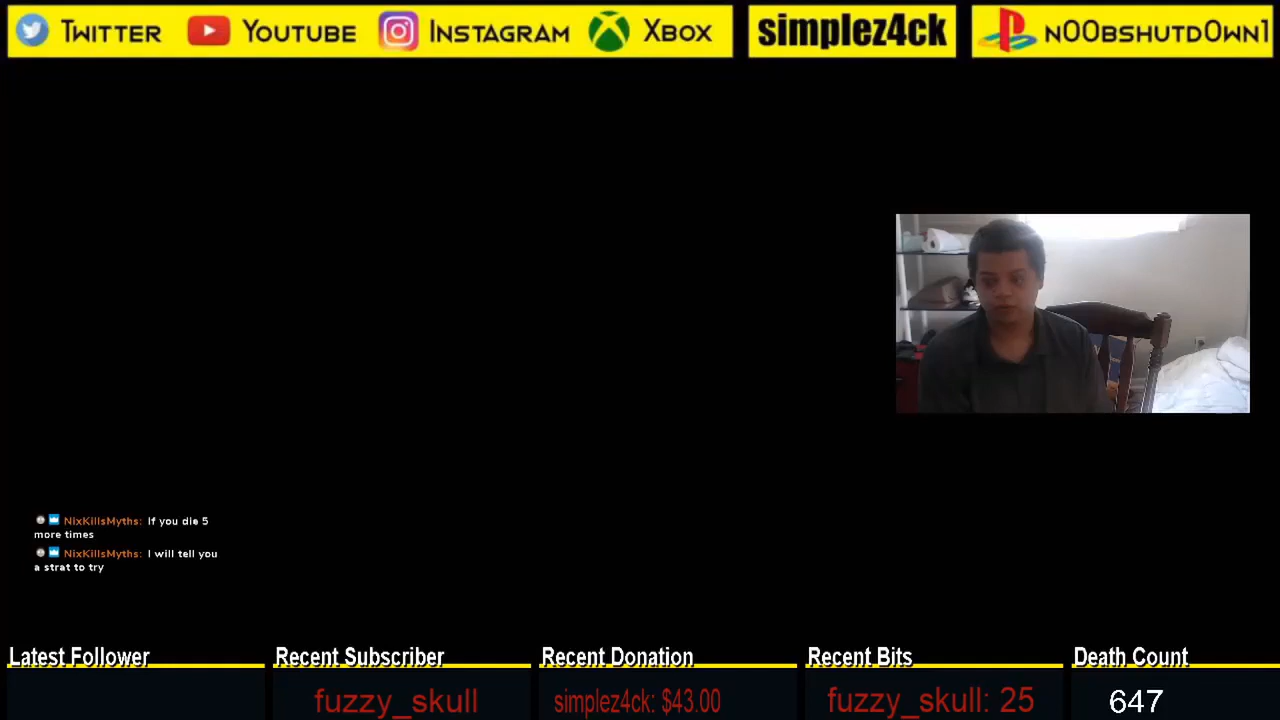 Twitter Youtube Instagram Xbox simplez4ck n00bshutd0wn1
NixKillsMyths: If you die 5
more times
NixKillsMyths: I will tell you
a strat to try
Latest Follower Recent Subscriber Recent Donation Recent Bits Death Count
fuzzy_skull simplez4ck: $43.00 fuzzy_skull: 25 647